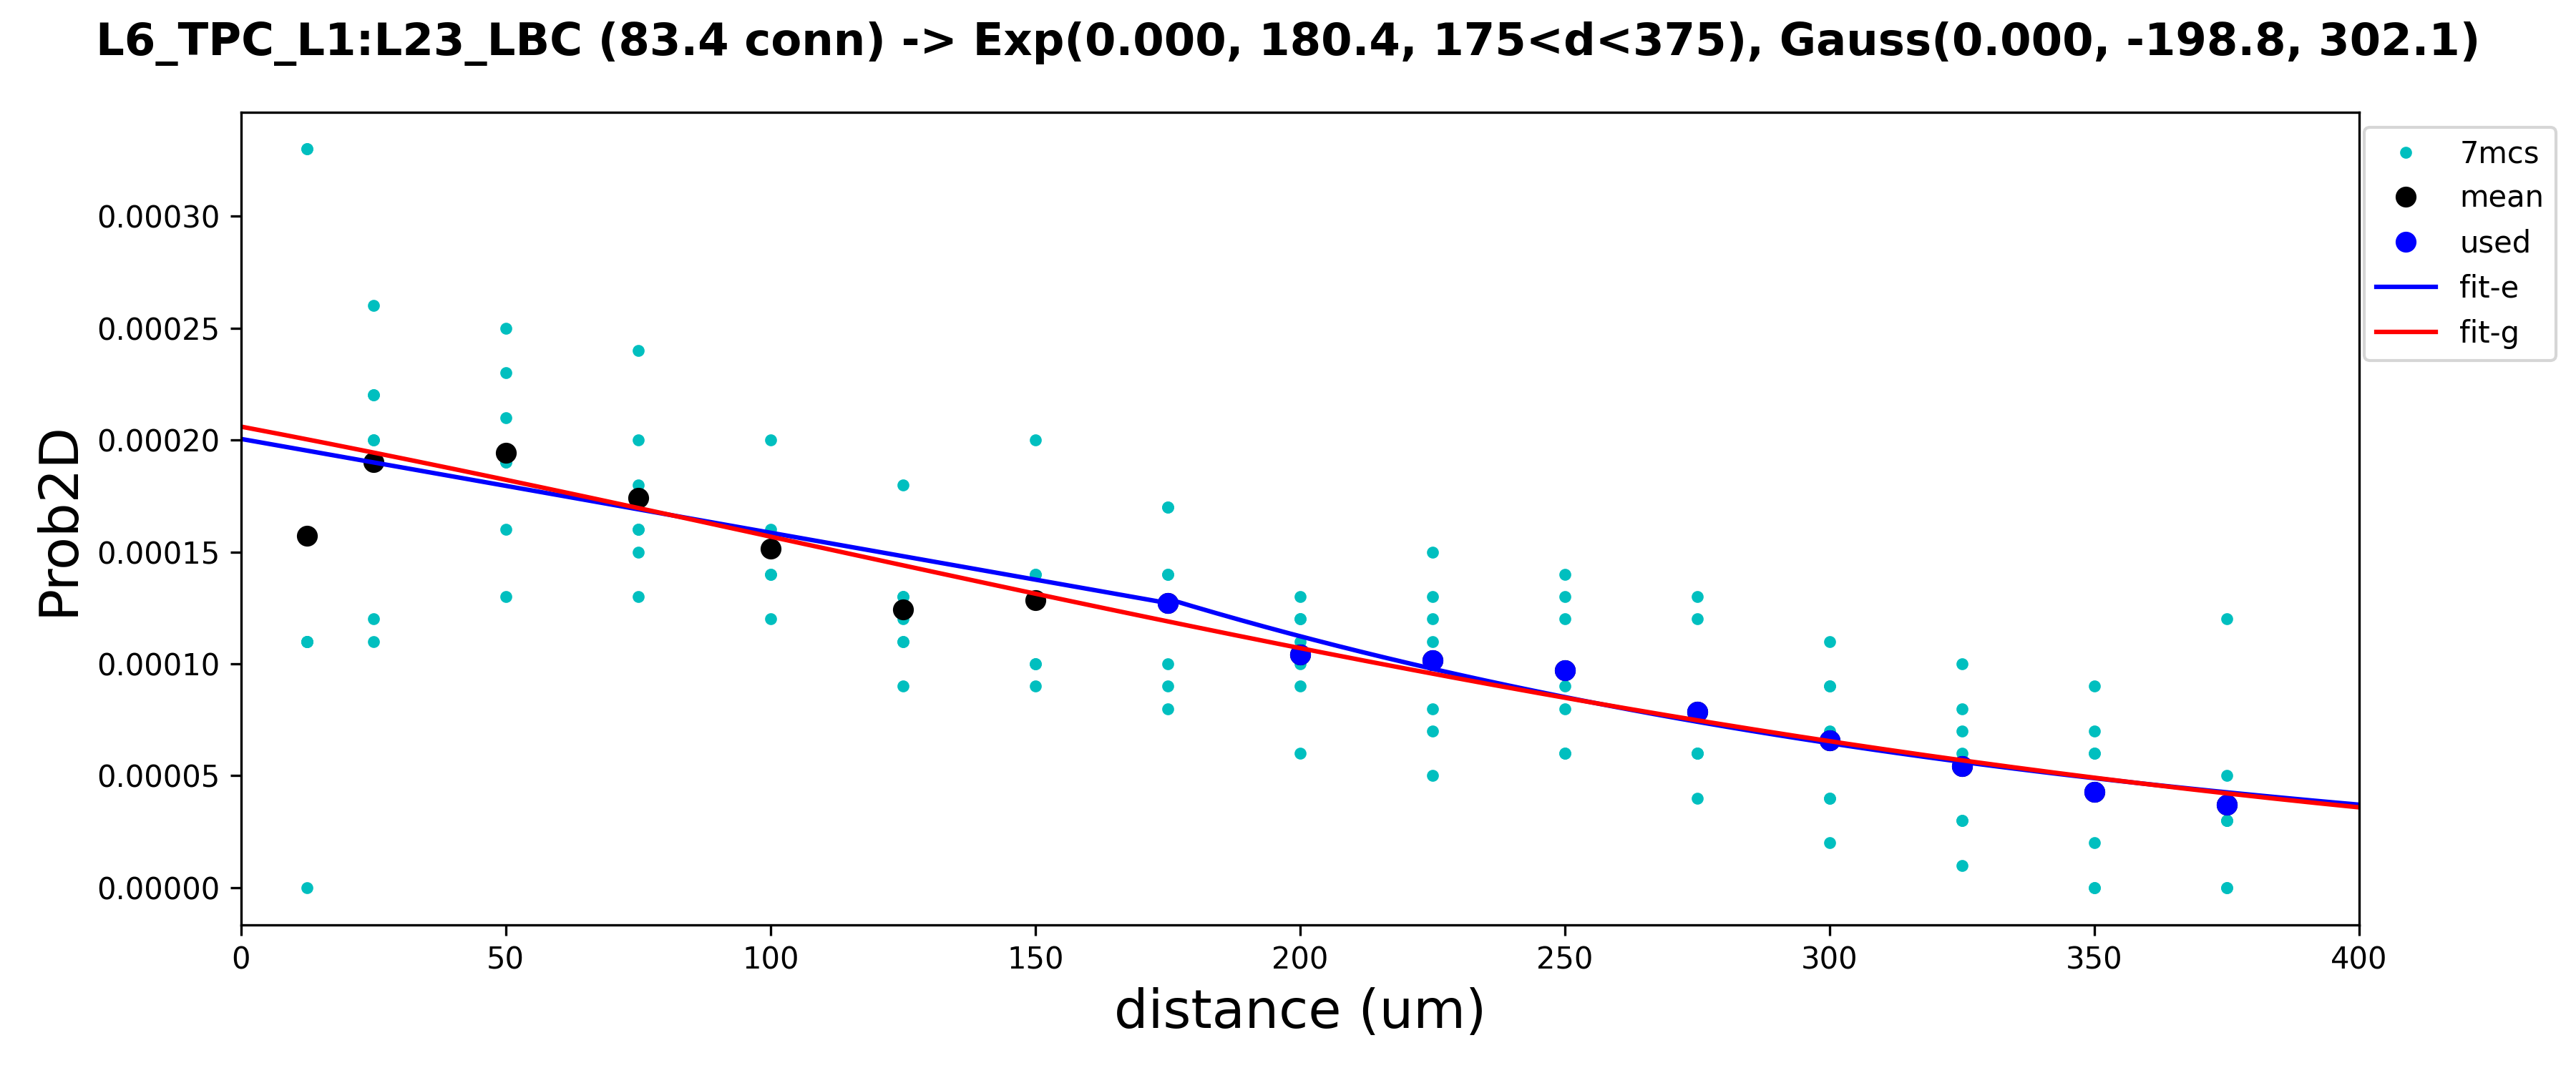 L6_TPC_L1:L23_LBC (83.4 conn) -> Exp(0.000, 180.4, 175<d<375), Gauss(0.000, -198.8, 302.1)
7mcs
mean
used
fit-e
fit-g
Prob2D
0.00030
0.00025
0.00020
0.00015
0.00010
0.00005
0.00000
0 50 100 150 200 250 300 350 400
distance (um)